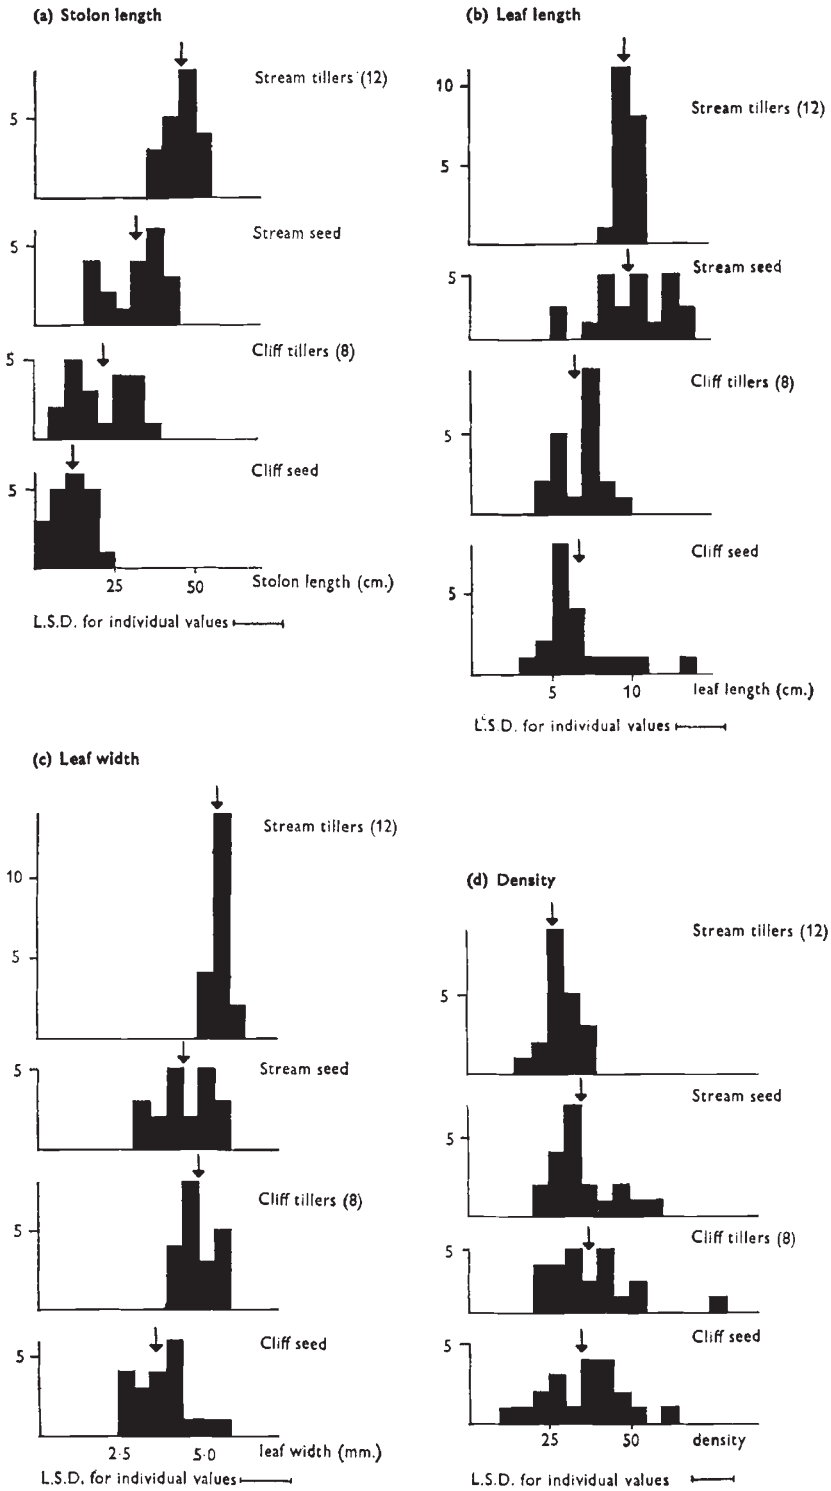 (a) Stolon length
Stream tillers (12)
5
Stream seed
5
Cliff tillers (8)
5
Cliff seed
5
25 50 Stolon length (cm.)
L.S.D. for individual values
(b) Leaf length
10
Stream tillers (12)
5
Stream seed
5
Cliff tillers (8)
5
Cliff seed
5
5 10 leaf length (cm.)
L.S.D. for individual values
(c) Leaf width
Stream tillers (12)
10
5
Stream seed
5
Cliff tillers (8)
5
Cliff seed
5
2·5 5·0 leaf width (mm.)
L.S.D. for individual values
(d) Density
Stream tillers (12)
5
Stream seed
5
Cliff tillers (8)
5
Cliff seed
5
25 50 density
L.S.D. for individual values